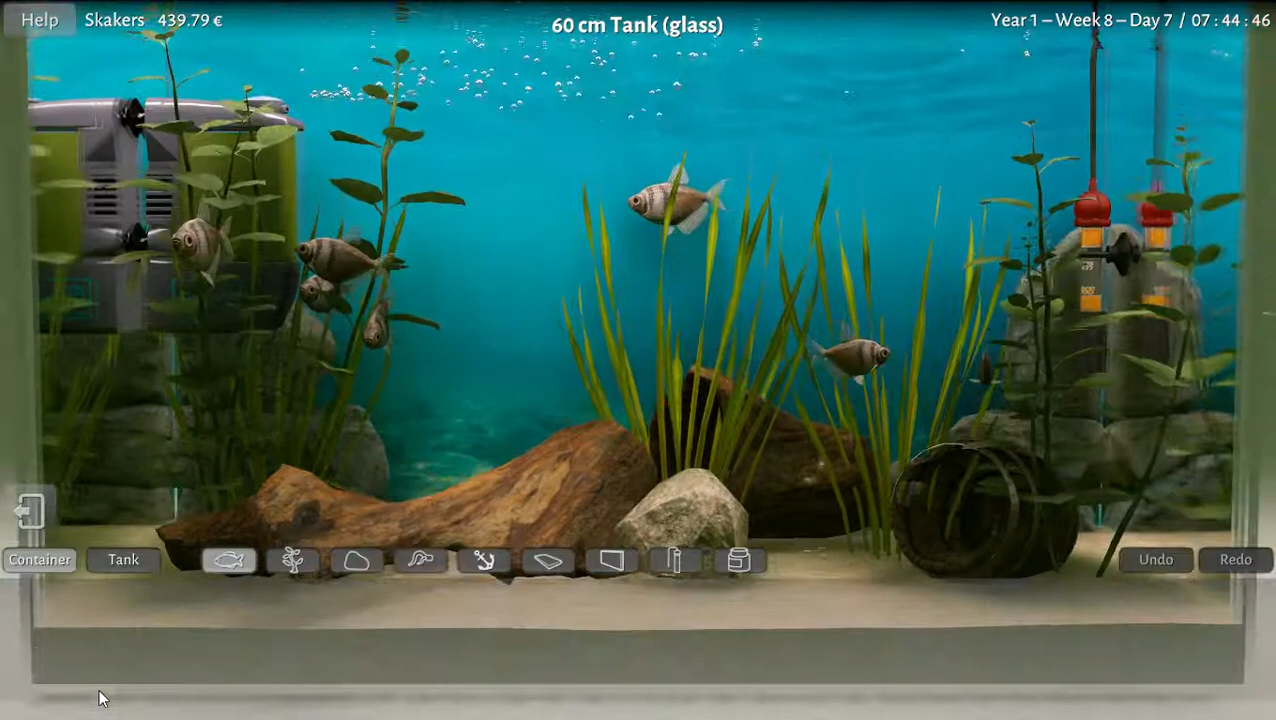 Help
Skakers 439.79 €
60 cm Tank (glass)
Year 1 – Week 8 – Day 7 / 07:44:46
Container
Tank
Undo
Redo